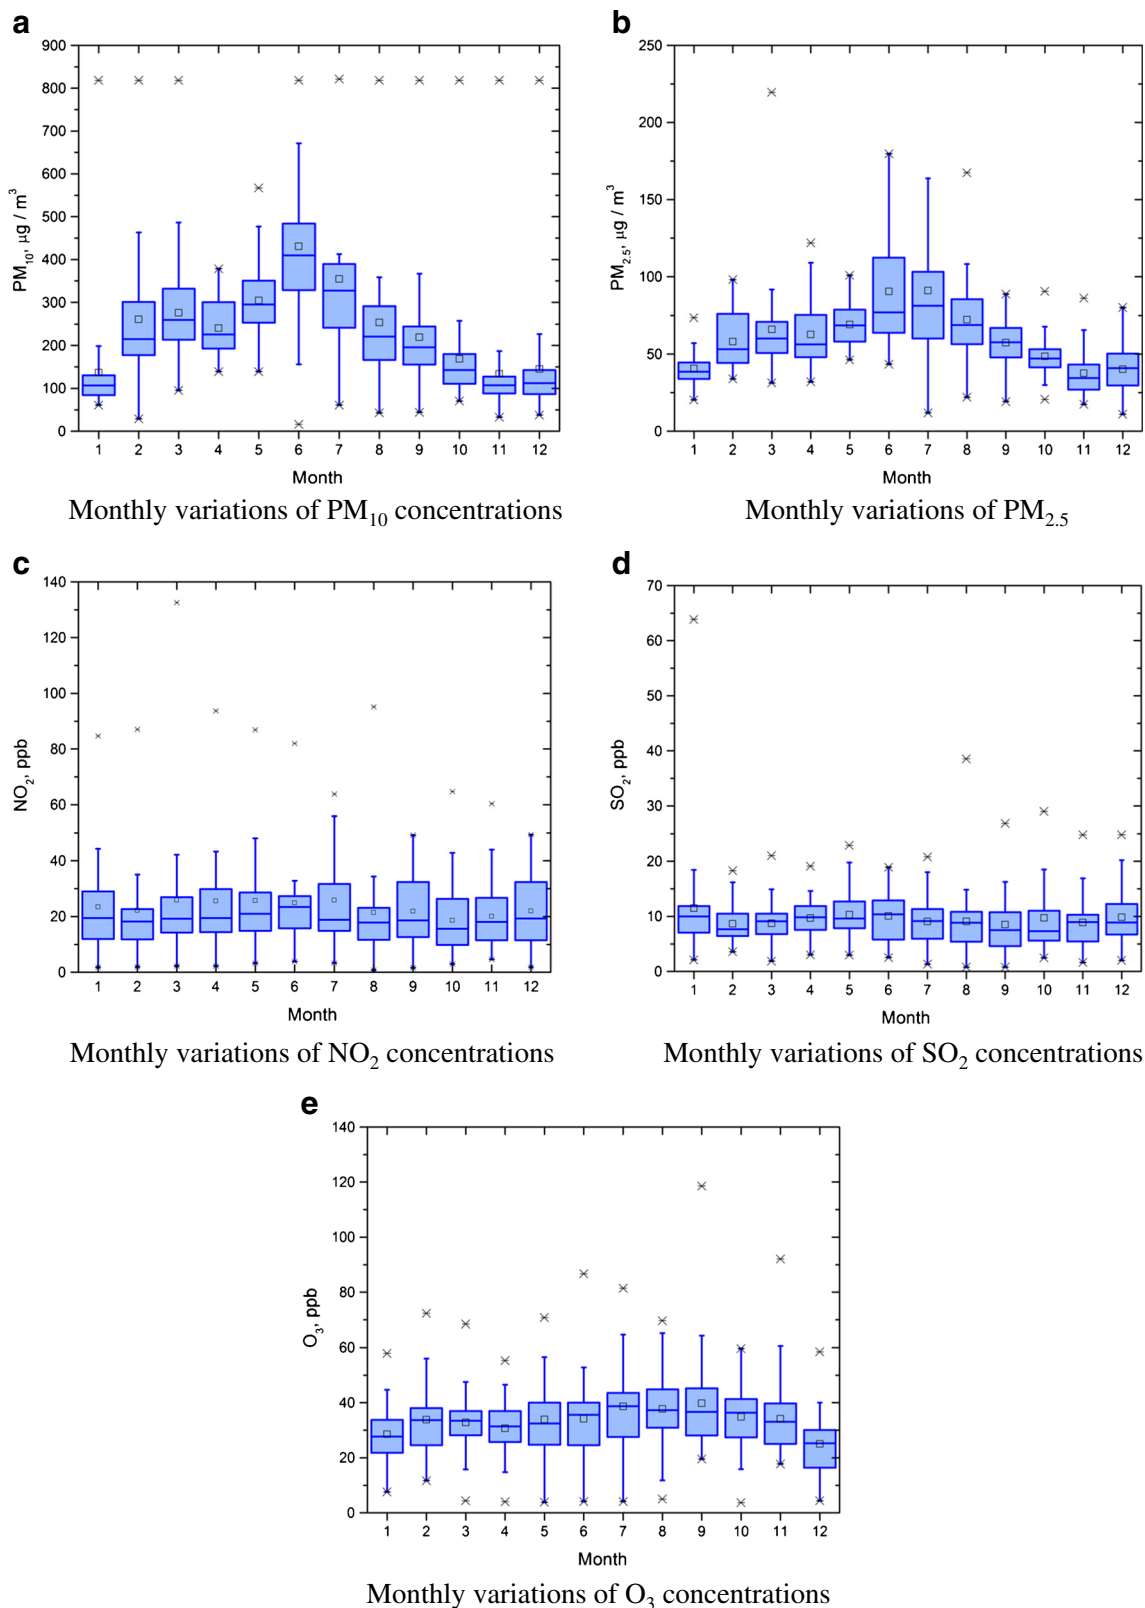 a
900
800
700
600
500
400
300
200
100
0
PM10, μg / m³
1 2 3 4 5 6 7 8 9 10 11 12
Month
Monthly variations of PM10 concentrations
b
250
200
150
100
50
0
PM2.5, μg / m³
1 2 3 4 5 6 7 8 9 10 11 12
Month
Monthly variations of PM2.5
c
140
120
100
80
60
40
20
0
NO2, ppb
1 2 3 4 5 6 7 8 9 10 11 12
Month
Monthly variations of NO2 concentrations
d
70
60
50
40
30
20
10
0
SO2, ppb
1 2 3 4 5 6 7 8 9 10 11 12
Month
Monthly variations of SO2 concentrations
e
140
120
100
80
60
40
20
0
O3, ppb
1 2 3 4 5 6 7 8 9 10 11 12
Month
Monthly variations of O3 concentrations